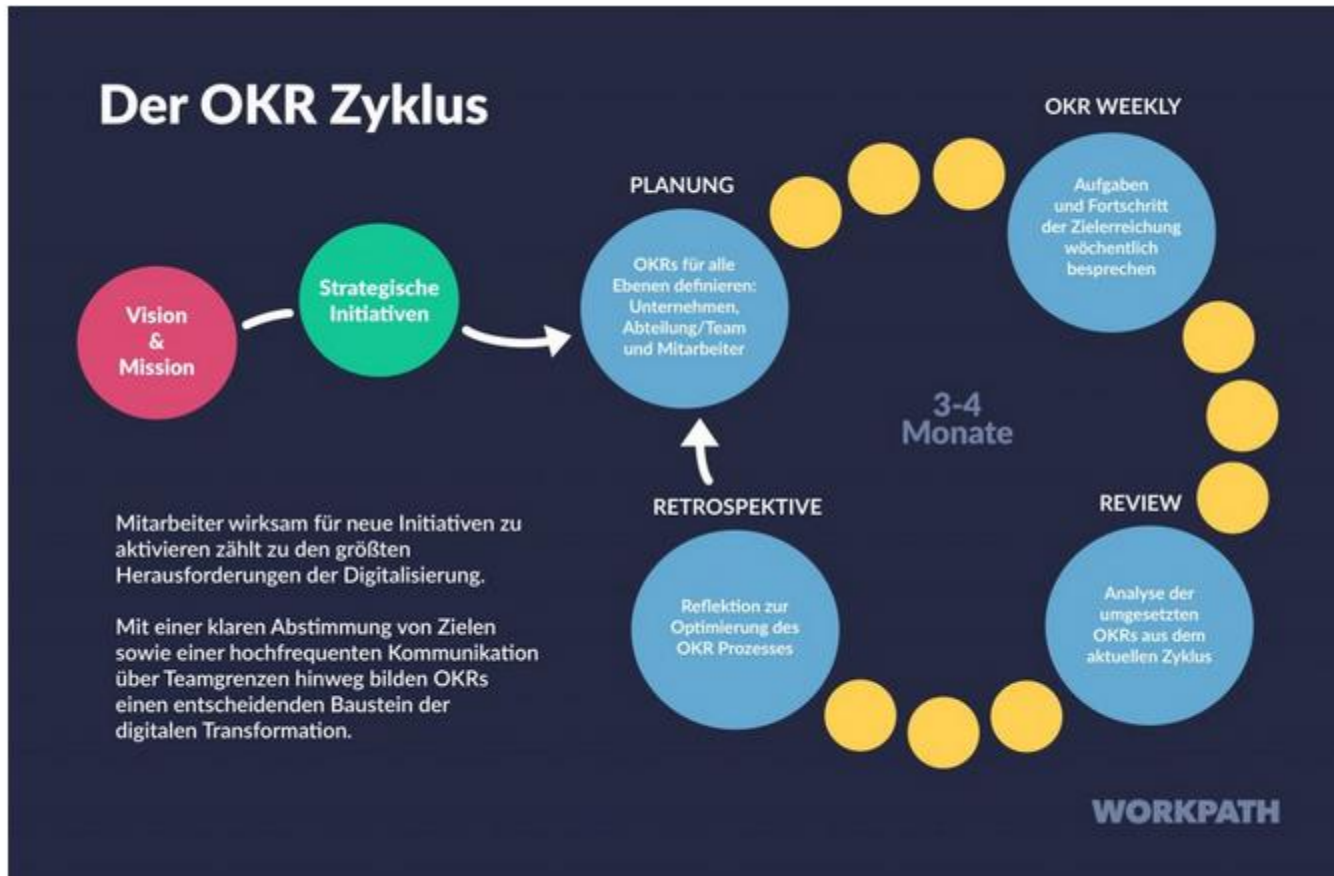 Der OKR Zyklus
Vision
&
Mission
Strategische
Initiativen
PLANUNG
OKRs für alle
Ebenen definieren:
Unternehmen,
Abteilung/Team
und Mitarbeiter
OKR WEEKLY
Aufgaben
und Fortschritt
der Zielerreichung
wöchentlich
besprechen
3-4
Monate
REVIEW
Analyse der
umgesetzten
OKRs aus dem
aktuellen Zyklus
RETROSPEKTIVE
Reflektion zur
Optimierung des
OKR Prozesses
Mitarbeiter wirksam für neue Initiativen zu
aktivieren zählt zu den größten
Herausforderungen der Digitalisierung.
Mit einer klaren Abstimmung von Zielen
sowie einer hochfrequenten Kommunikation
über Teamgrenzen hinweg bilden OKRs
einen entscheidenden Baustein der
digitalen Transformation.
WORKPATH